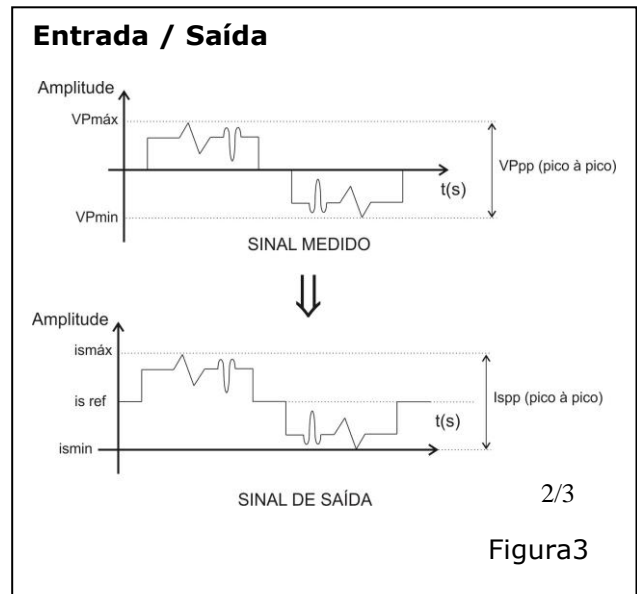 Entrada / Saída
Amplitude
VPmáx
VPpp (pico à pico)
t(s)
VPmin
SINAL MEDIDO
Amplitude
ismáx
is ref
Ispp (pico à pico)
t(s)
ismin
SINAL DE SAÍDA
2/3
Figura3